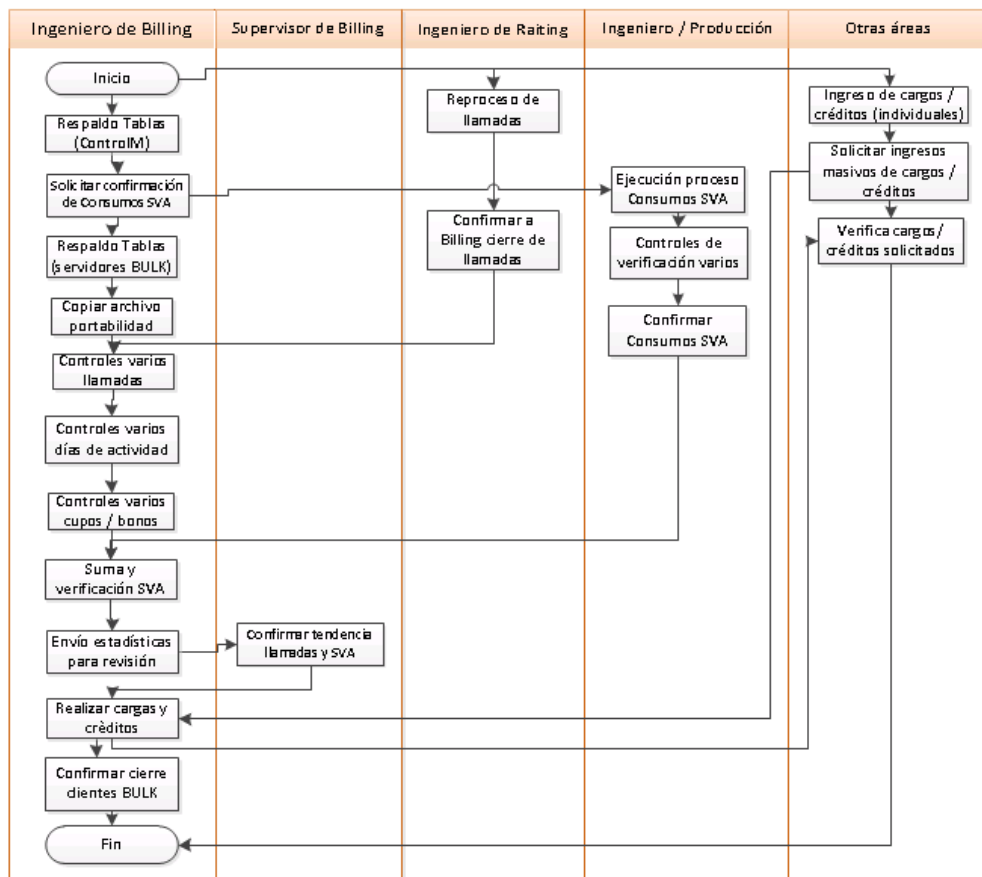 Ingeniero de Billing
Supervisor de Billing
Ingeniero de Raiting
Ingeniero / Producción
Otras áreas
Inicio
Respaldo Tablas
(ControlM)
Solicitar confirmación
de Consumos SVA
Respaldo Tablas
(servidores BULK)
Copiar archivo
portabilidad
Controles varios
llamadas
Controles varios
días de actividad
Controles varios
cupos / bonos
Suma y
verificación SVA
Envío estadísticas
para revisión
Realizar cargas y
crèditos
Confirmar cierre
clientes BULK
Fin
Confirmar tendencia
llamadas y SVA
Reproceso de
llamadas
Confirmar a
Billing cierre de
llamadas
Ejecución proceso
Consumos SVA
Controles de
verificación varios
Confirmar
Consumos SVA
Ingreso de cargos /
créditos (individuales)
Solicitar ingresos
masivos de cargos /
créditos
Verifica cargos/
créditos solicitados